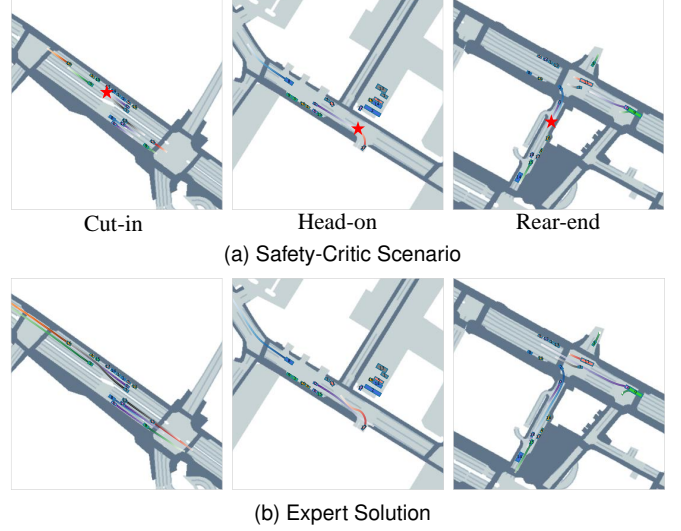 Cut-in Head-on Rear-end
(a) Safety-Critic Scenario
(b) Expert Solution